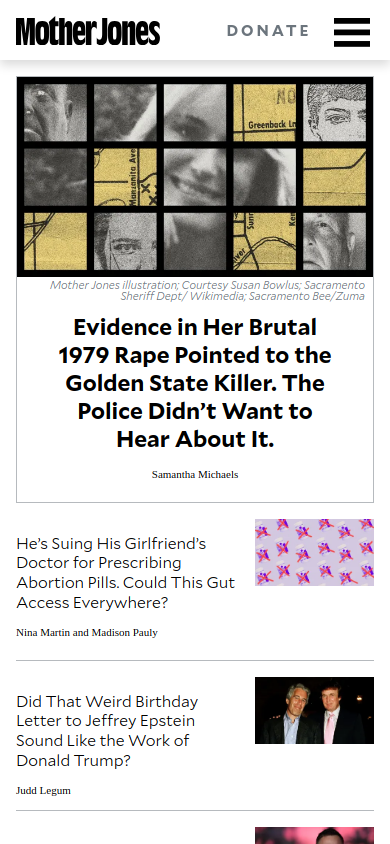 Mother Jones
DONATE
NO
Greenback Ln
Manzanita Ave
Mother Jones illustration; Courtesy Susan Bowlus; Sacramento
Sheriff Dept/ Wikimedia; Sacramento Bee/Zuma
Evidence in Her Brutal
1979 Rape Pointed to the
Golden State Killer. The
Police Didn’t Want to
Hear About It.
Samantha Michaels
He’s Suing His Girlfriend’s
Doctor for Prescribing
Abortion Pills. Could This Gut
Access Everywhere?
Nina Martin and Madison Pauly
Did That Weird Birthday
Letter to Jeffrey Epstein
Sound Like the Work of
Donald Trump?
Judd Legum